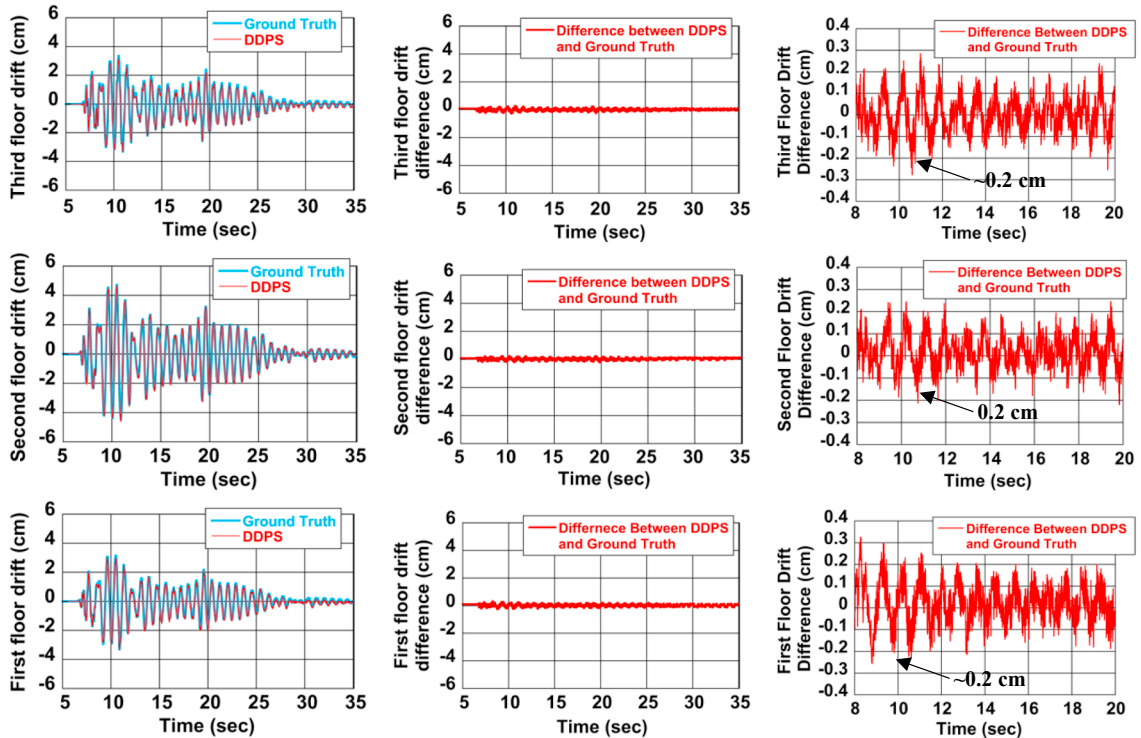 Third floor drift (cm)
6
4
2
0
-2
-4
-6
Ground Truth
DDPS
5 10 15 20 25 30 35
Time (sec)
Third floor drift
difference (cm)
6
4
2
0
-2
-4
-6
Difference between DDPS
and Ground Truth
5 10 15 20 25 30 35
Time (sec)
Third Floor Drift
Difference (cm)
0.4
0.3
0.2
0.1
0
-0.1
-0.2
-0.3
-0.4
Difference Between DDPS
and Ground Truth
~0.2 cm
8 10 12 14 16 18 20
Time (sec)
Second floor drift (cm)
6
4
2
0
-2
-4
-6
Ground Truth
DDPS
5 10 15 20 25 30 35
Time (sec)
Second floor drift
difference (cm)
6
4
2
0
-2
-4
-6
Difference between DDPS
and Ground Truth
5 10 15 20 25 30 35
Time (sec)
Second Floor Drift
Difference (cm)
0.4
0.3
0.2
0.1
0
-0.1
-0.2
-0.3
-0.4
Difference Between DDPS
and Ground Truth
0.2 cm
8 10 12 14 16 18 20
Time (sec)
First floor drift (cm)
6
4
2
0
-2
-4
-6
Ground Truth
DDPS
5 10 15 20 25 30 35
Time (sec)
First floor drift
difference (cm)
6
4
2
0
-2
-4
-6
Differnece Between DDPS
and Ground Truth
5 10 15 20 25 30 35
Time (sec)
First Floor Drift
Difference (cm)
0.4
0.3
0.2
0.1
0
-0.1
-0.2
-0.3
-0.4
Difference Between DDPS
and Ground Truth
~0.2 cm
8 10 12 14 16 18 20
Time (sec)